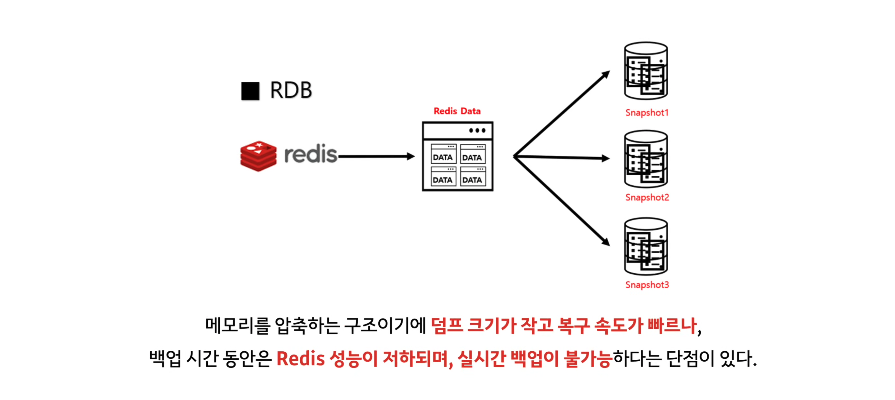 RDB
redis
Redis Data
DATA DATA
DATA DATA
Snapshot1
Snapshot2
Snapshot3
메모리를 압축하는 구조이기에 덤프 크기가 작고 복구 속도가 빠르나,
백업 시간 동안은 Redis 성능이 저하되며, 실시간 백업이 불가능하다는 단점이 있다.